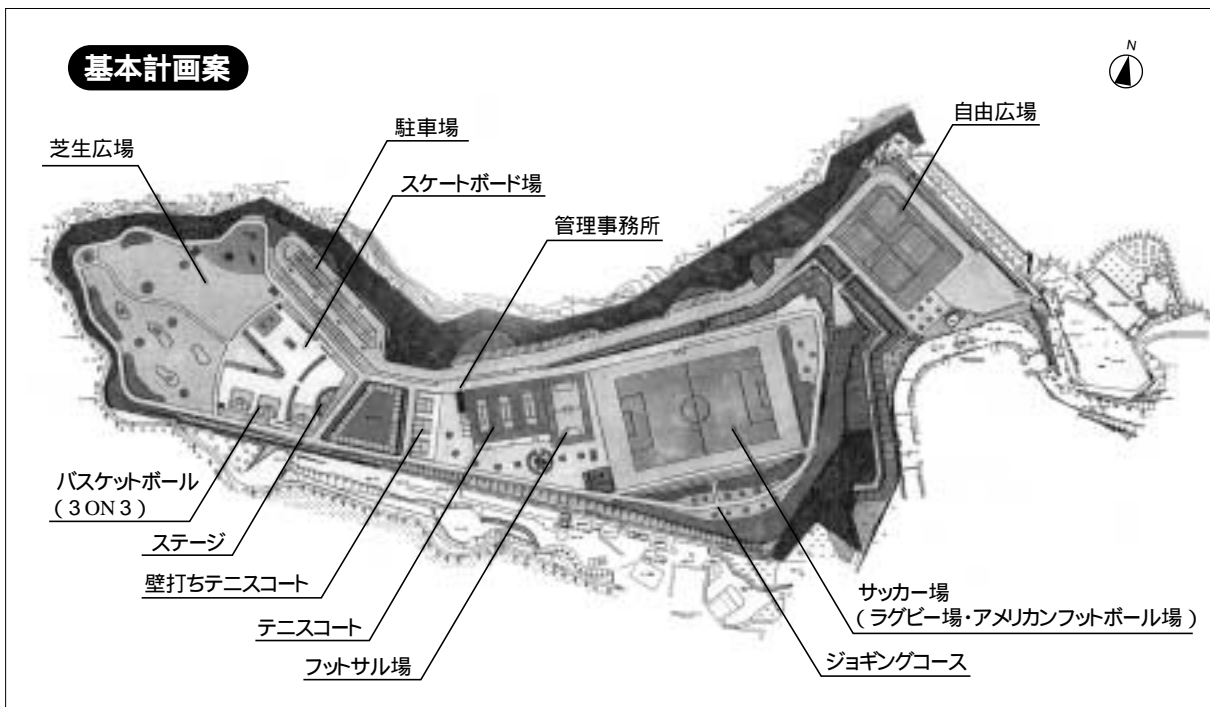 基本計画案
N
自由広場
駐車場
芝生広場
スケートボード場
管理事務所
バスケットボール
（３ON３）
ステージ
壁打ちテニスコート
テニスコート
フットサル場
サッカー場
（ラグビー場・アメリカンフットボール場）
ジョギングコース